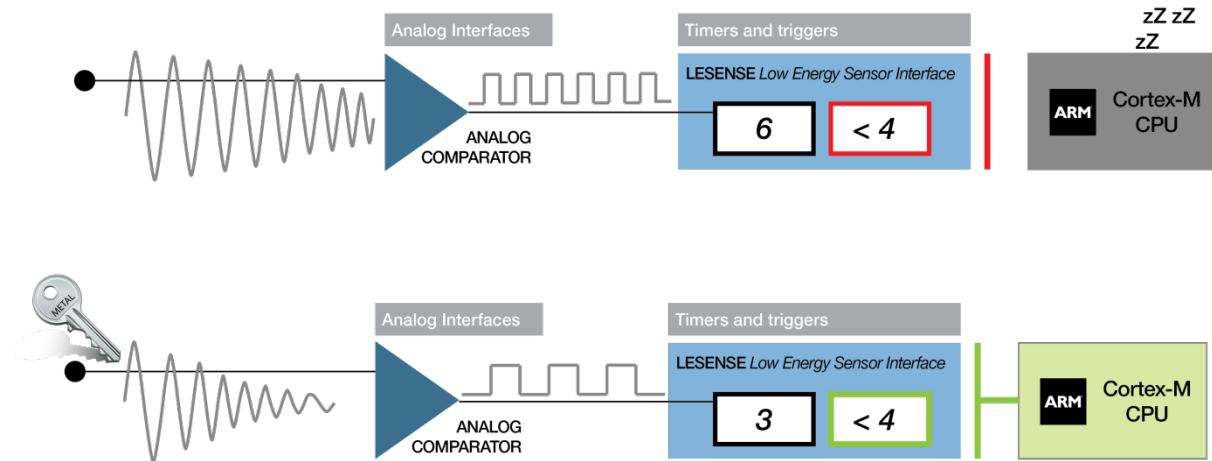 zZ zZ
zZ
Analog Interfaces
Timers and triggers
LESENSE Low Energy Sensor Interface
6
< 4
ARM
Cortex-M
CPU
ANALOG
COMPARATOR
METAL
Analog Interfaces
Timers and triggers
LESENSE Low Energy Sensor Interface
3
< 4
ARM
Cortex-M
CPU
ANALOG
COMPARATOR